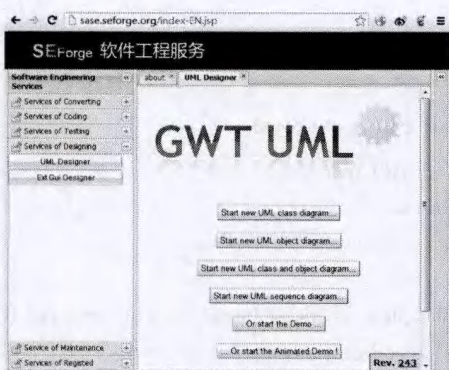 sase.seforge.org/index-EN.jsp
SEForge 软件工程服务
Software Engineering Services
Services of Converting
Services of Coding
Services of Testing
Services of Designing
UML Designer
Ext Gui Designer
Service of Maintenance
Services of Registed
about
UML Designer
GWT UML
Start new UML class diagram...
Start new UML object diagram...
Start new UML class and object diagram...
Start new UML sequence diagram...
Or start the Demo ...
... Or start the Animated Demo !
Rev. 243